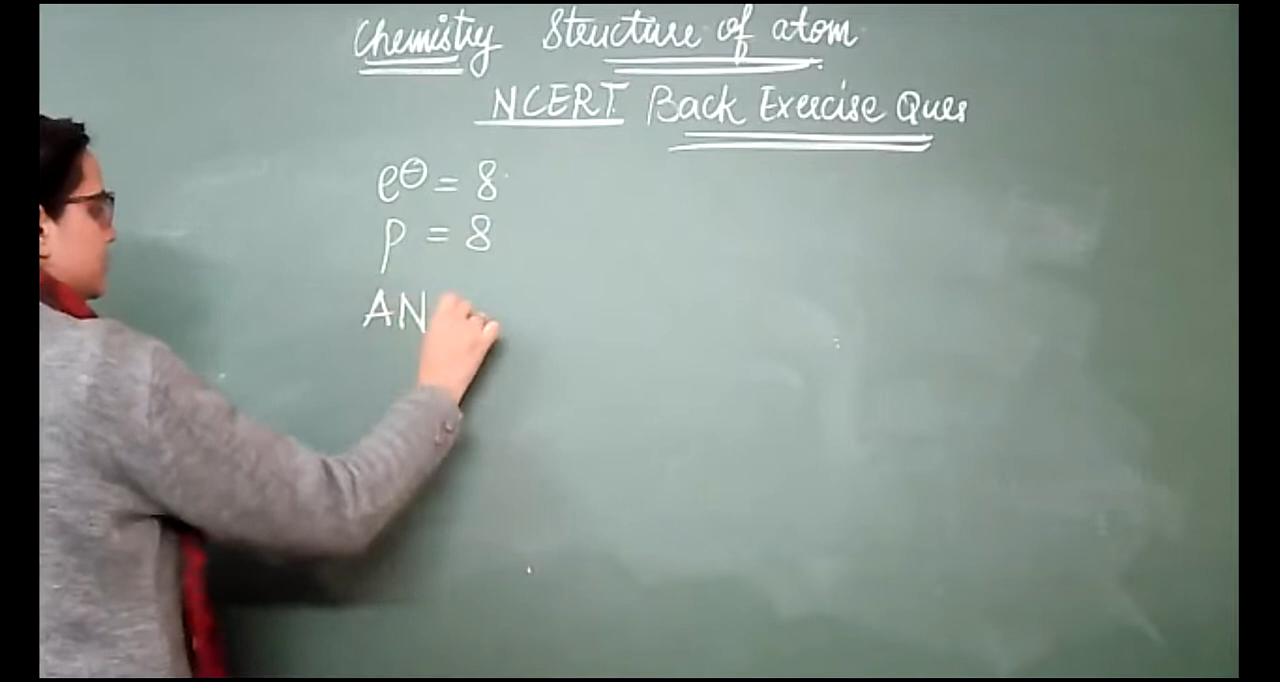 Chemistry Structure of atom
NCERT Back Exercise Ques
e⊖ = 8
p = 8
AN